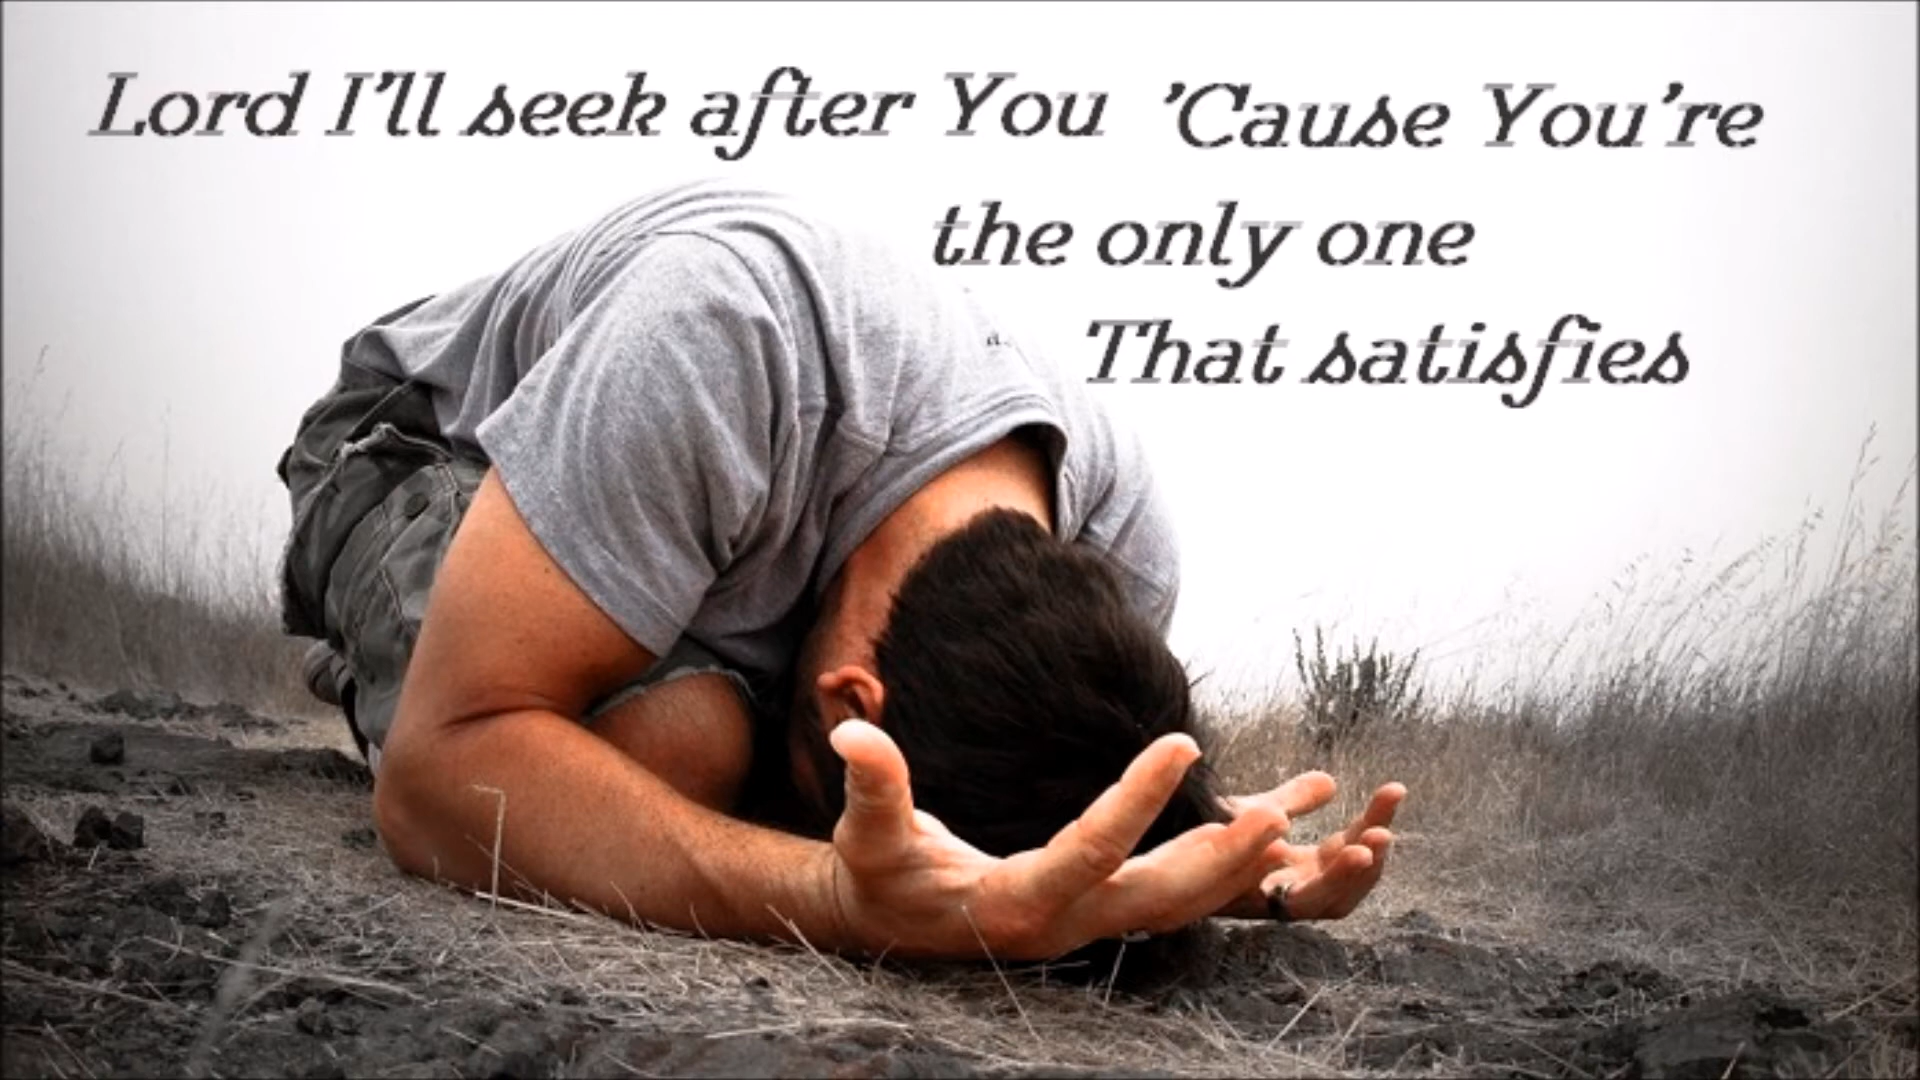 Lord I'll seek after You 'Cause You're
the only one
That satisfies